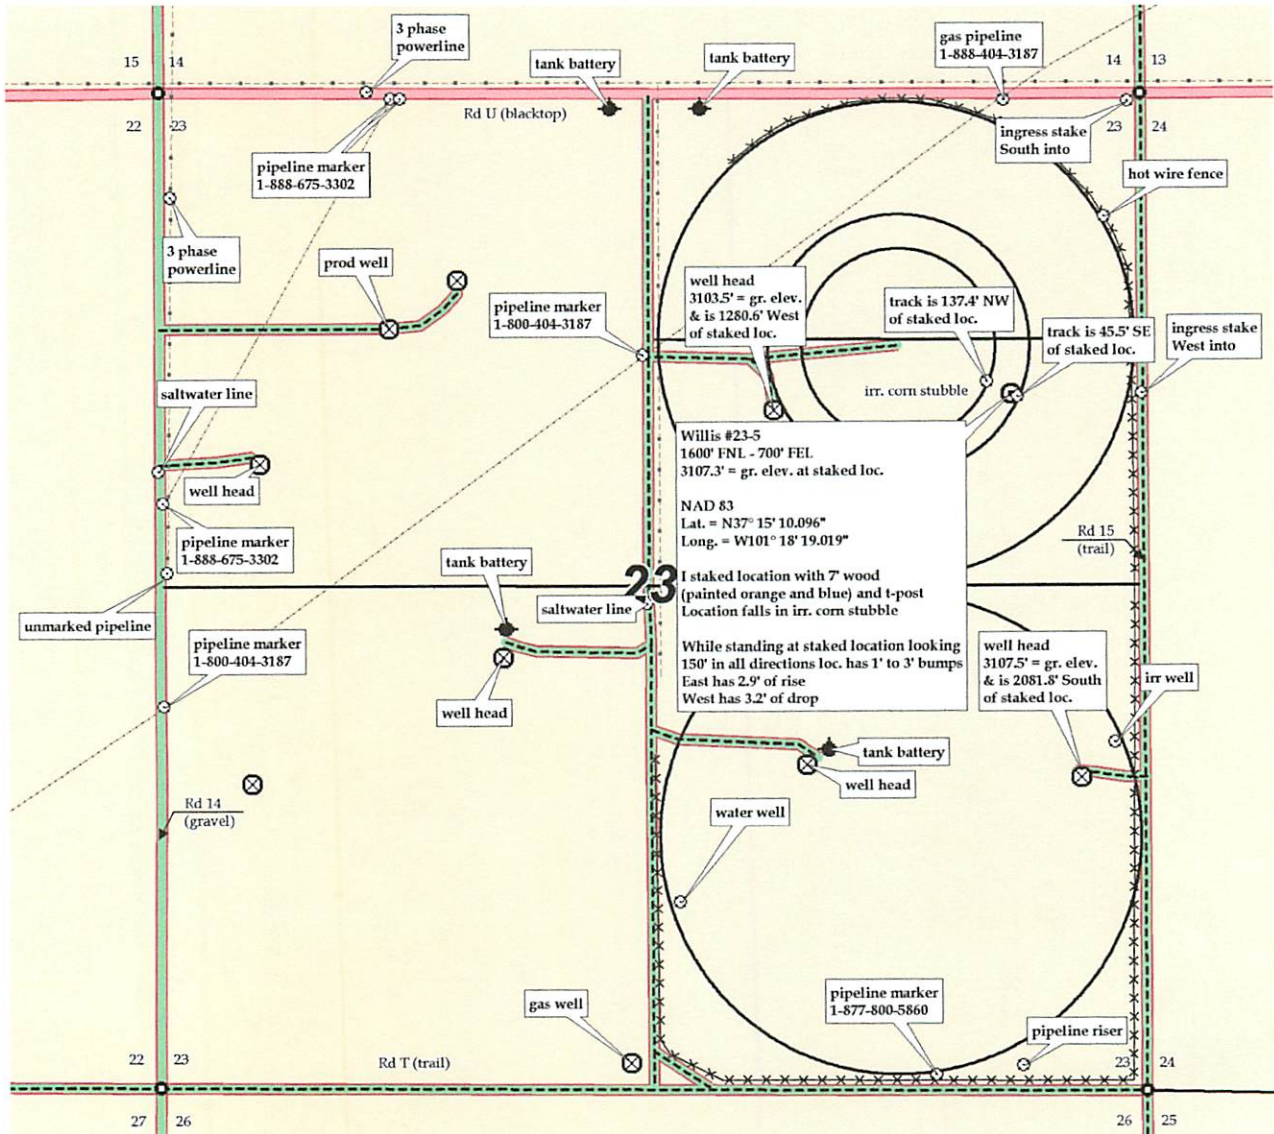 3 phase
powerline
gas pipeline
1-888-404-3187
15
14
tank battery
tank battery
14
13
22
23
Rd U (blacktop)
ingress stake
South into
23
24
pipeline marker
1-888-675-3302
hot wire fence
3 phase
powerline
prod well
well head
3103.5' = gr. elev.
& is 1280.6' West
of staked loc.
pipeline marker
1-800-404-3187
track is 137.4' NW
of staked loc.
track is 45.5' SE
of staked loc.
ingress stake
West into
saltwater line
irr. corn stubble
well head
Willis #23-5
1600' FNL - 700' FEL
3107.3' = gr. elev. at staked loc.
NAD 83
Lat. = N37° 15' 10.096"
Long. = W101° 18' 19.019"
I staked location with 7' wood
(painted orange and blue) and t-post
Location falls in irr. corn stubble
While standing at staked location looking
150' in all directions loc. has 1' to 3' bumps
East has 2.9' of rise
West has 3.2' of drop
pipeline marker
1-888-675-3302
Rd 15
(trail)
tank battery
23
saltwater line
unmarked pipeline
pipeline marker
1-800-404-3187
well head
3107.5' = gr. elev.
& is 2081.8' South
of staked loc.
irr well
well head
tank battery
well head
Rd 14
(gravel)
water well
gas well
pipeline marker
1-877-800-5860
pipeline riser
22
23
Rd T (trail)
23
24
27
26
26
25